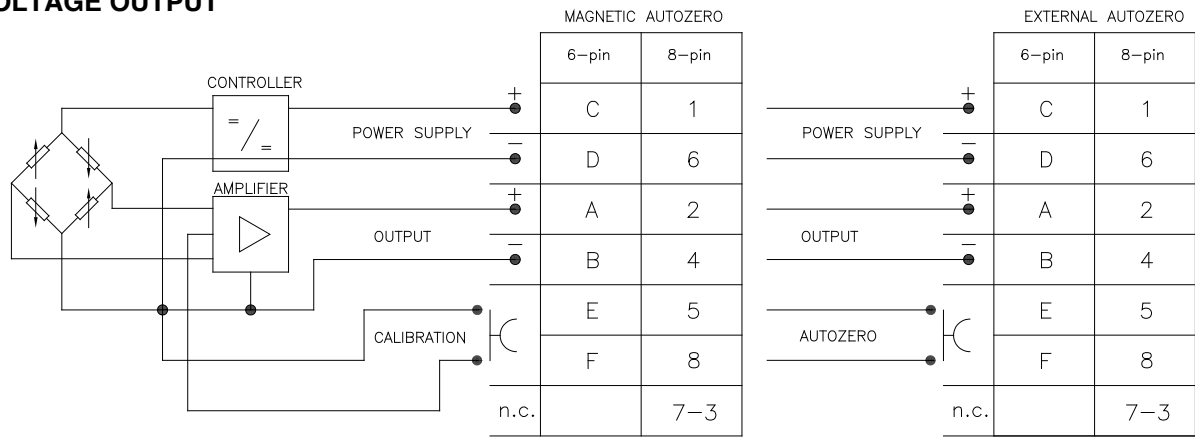 OLTAGE OUTPUT
MAGNETIC AUTOZERO
6-pin 8-pin
CONTROLLER
= / =
POWER SUPPLY
+ C 1
− D 6
AMPLIFIER
OUTPUT
+ A 2
− B 4
CALIBRATION
E 5
F 8
n.c. 7-3
EXTERNAL AUTOZERO
6-pin 8-pin
POWER SUPPLY
+ C 1
− D 6
OUTPUT
+ A 2
− B 4
AUTOZERO
E 5
F 8
n.c. 7-3